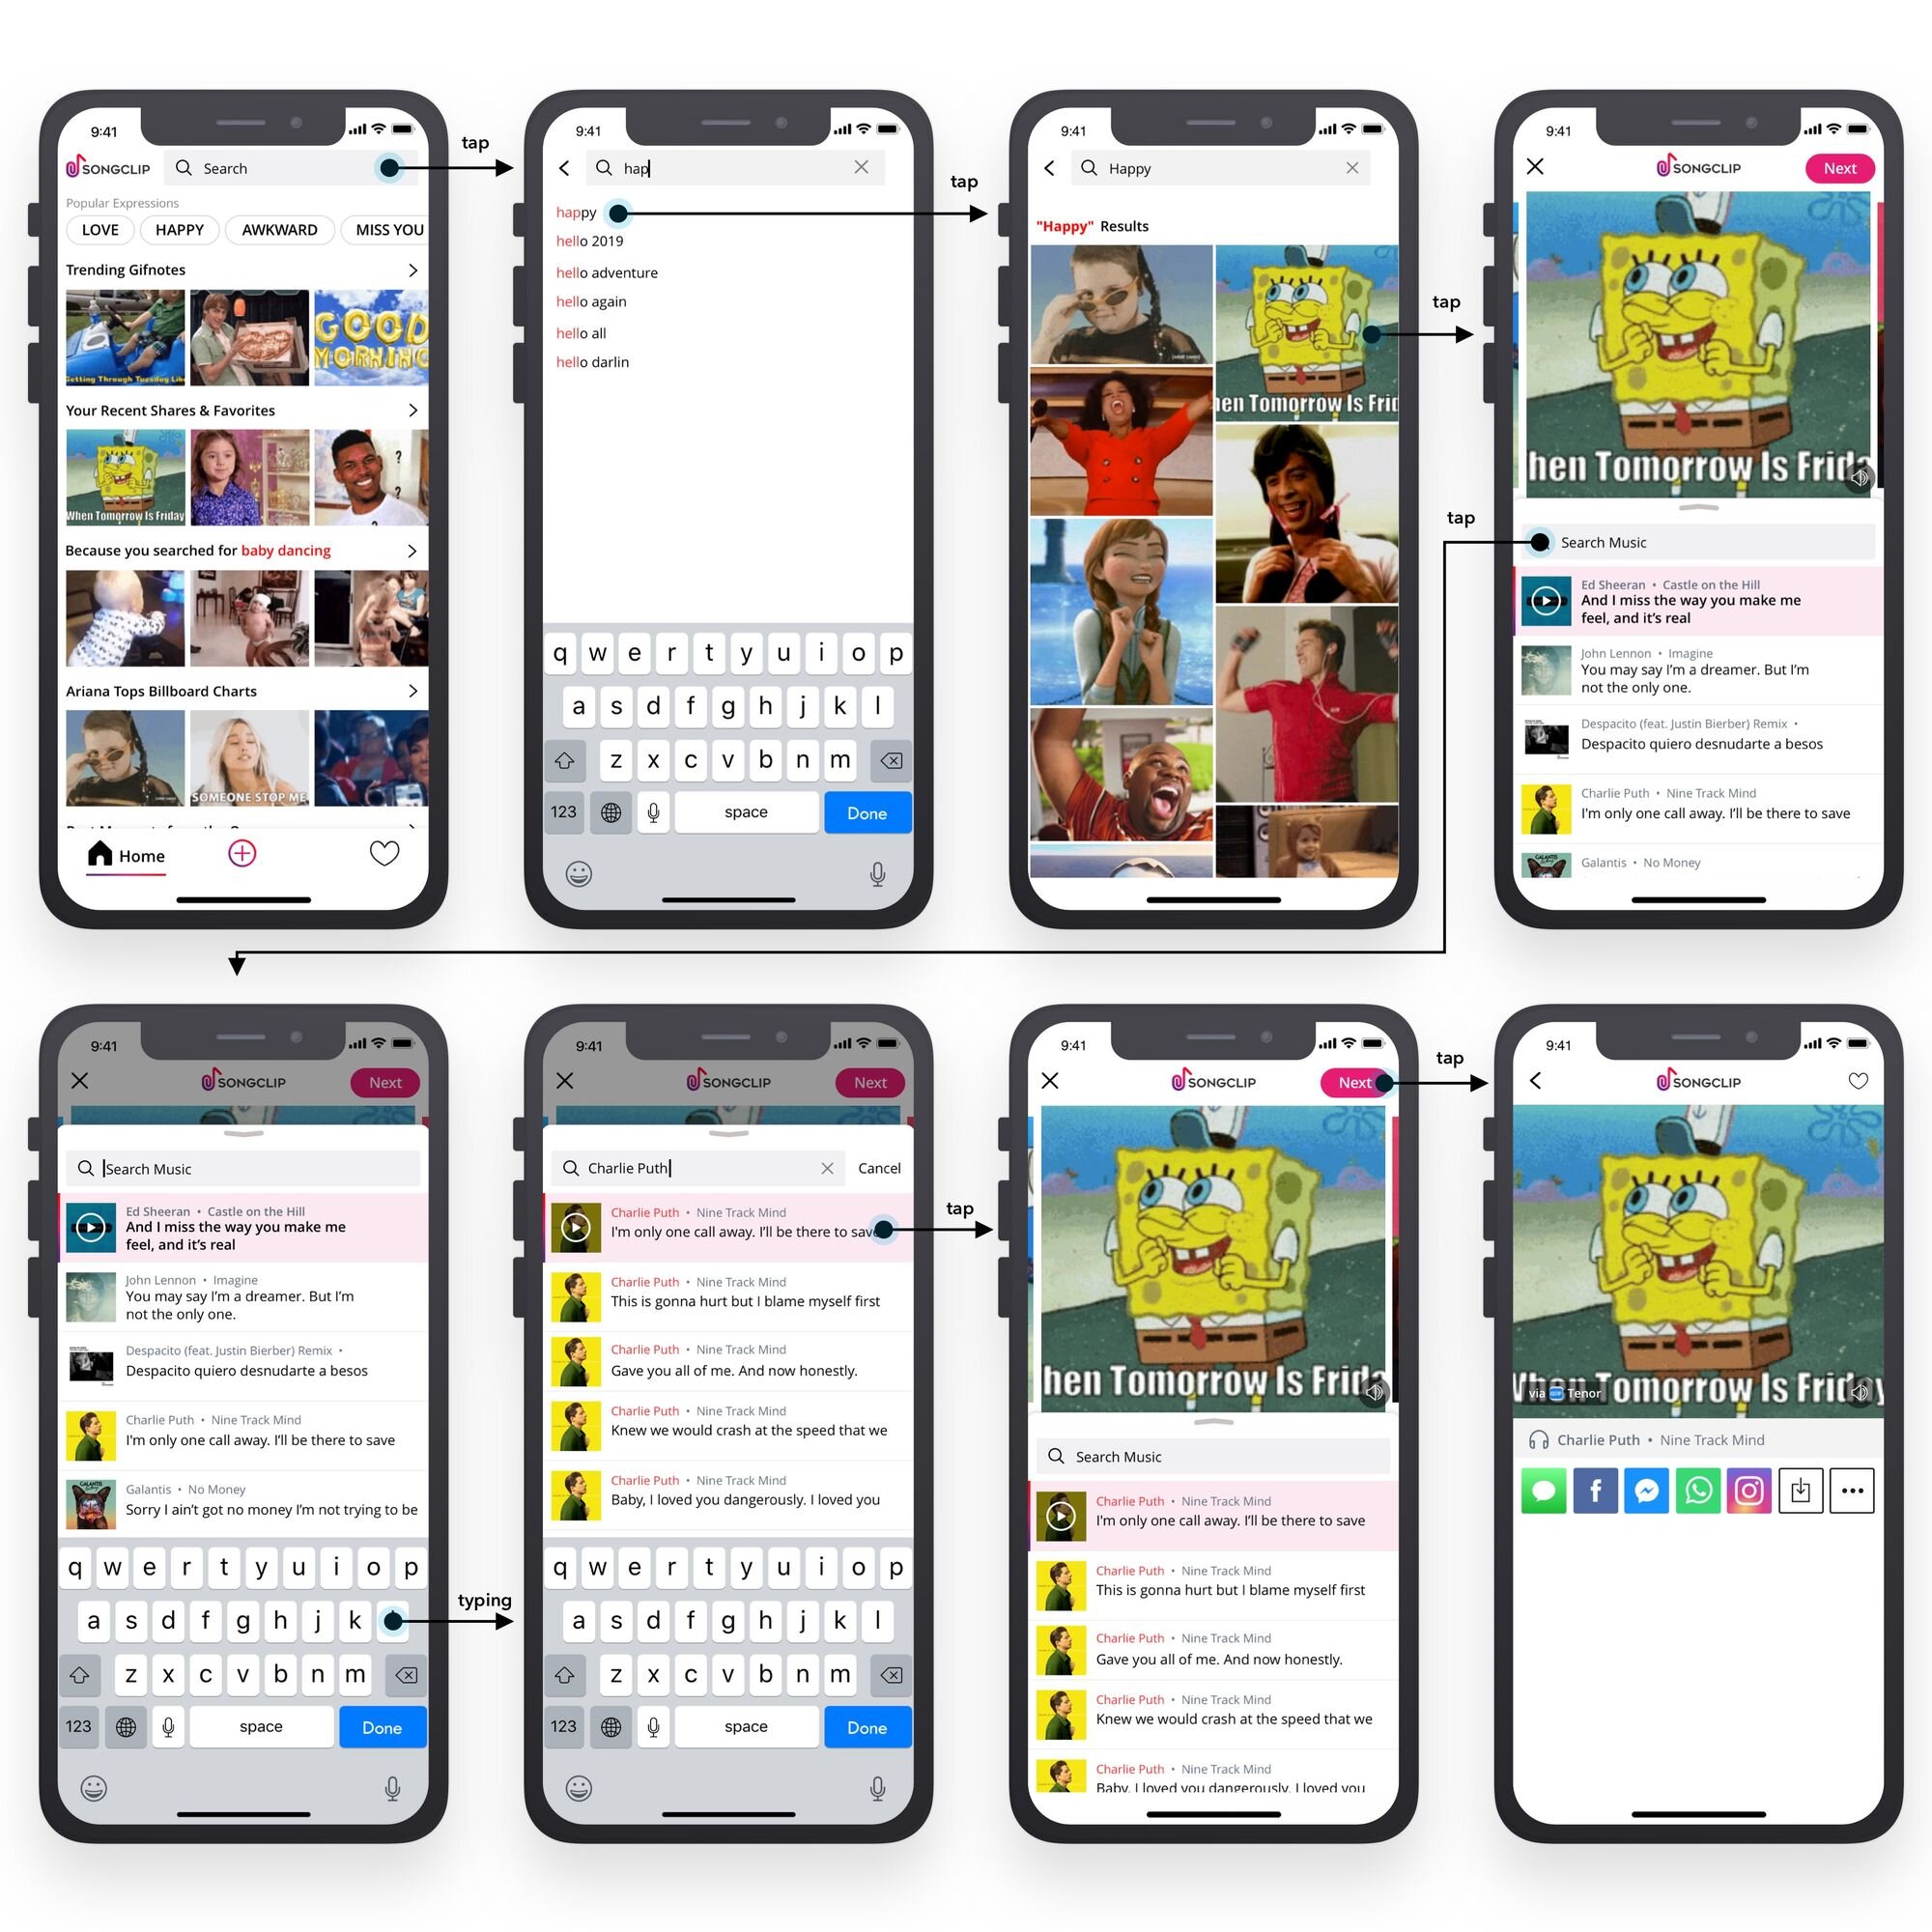 9:41
SONGCLIP
Search
Popular Expressions
LOVE HAPPY AWKWARD MISS YOU
Trending Gifnotes
Getting Through Tuesday Lik
GOOD
MORNING
Your Recent Shares & Favorites
When Tomorrow Is Friday
?
?
?
Because you searched for baby dancing
Ariana Tops Billboard Charts
SOMEONE STOP ME
Home
tap
9:41
hap
happy
hello 2019
hello adventure
hello again
hello all
hello darlin
q w e r t y u i o p
a s d f g h j k l
z x c v b n m
123 space Done
tap
9:41
Happy
"Happy" Results
hen Tomorrow Is Frid
tap
9:41
SONGCLIP
Next
hen Tomorrow Is Frida
tap
Search Music
Ed Sheeran • Castle on the Hill
And I miss the way you make me
feel, and it's real
John Lennon • Imagine
You may say I'm a dreamer. But I'm
not the only one.
Despacito (feat. Justin Bierber) Remix •
Despacito quiero desnudarte a besos
Charlie Puth • Nine Track Mind
I'm only one call away. I'll be there to save
GALANTIS
Galantis • No Money
9:41
SONGCLIP
Next
Search Music
Ed Sheeran • Castle on the Hill
And I miss the way you make me
feel, and it's real
John Lennon • Imagine
You may say I'm a dreamer. But I'm
not the only one.
Despacito (feat. Justin Bierber) Remix •
Despacito quiero desnudarte a besos
Charlie Puth • Nine Track Mind
I'm only one call away. I'll be there to save
GALANTIS
Galantis • No Money
Sorry I ain't got no money I'm not trying to be
q w e r t y u i o p
a s d f g h j k
z x c v b n m
123 space Done
typing
9:41
SONGCLIP
Next
Charlie Puth
Cancel
Charlie Puth • Nine Track Mind
I'm only one call away. I'll be there to save
Charlie Puth • Nine Track Mind
This is gonna hurt but I blame myself first
Charlie Puth • Nine Track Mind
Gave you all of me. And now honestly.
Charlie Puth • Nine Track Mind
Knew we would crash at the speed that we
Charlie Puth • Nine Track Mind
Baby, I loved you dangerously. I loved you
q w e r t y u i o p
a s d f g h j k l
z x c v b n m
123 space Done
tap
9:41
SONGCLIP
Next
hen Tomorrow Is Frida
Search Music
Charlie Puth • Nine Track Mind
I'm only one call away. I'll be there to save
Charlie Puth • Nine Track Mind
This is gonna hurt but I blame myself first
Charlie Puth • Nine Track Mind
Gave you all of me. And now honestly.
Charlie Puth • Nine Track Mind
Knew we would crash at the speed that we
Charlie Puth • Nine Track Mind
Baby, I loved you dangerously. I loved you
tap
9:41
SONGCLIP
When Tomorrow Is Friday
via Tenor
Charlie Puth • Nine Track Mind